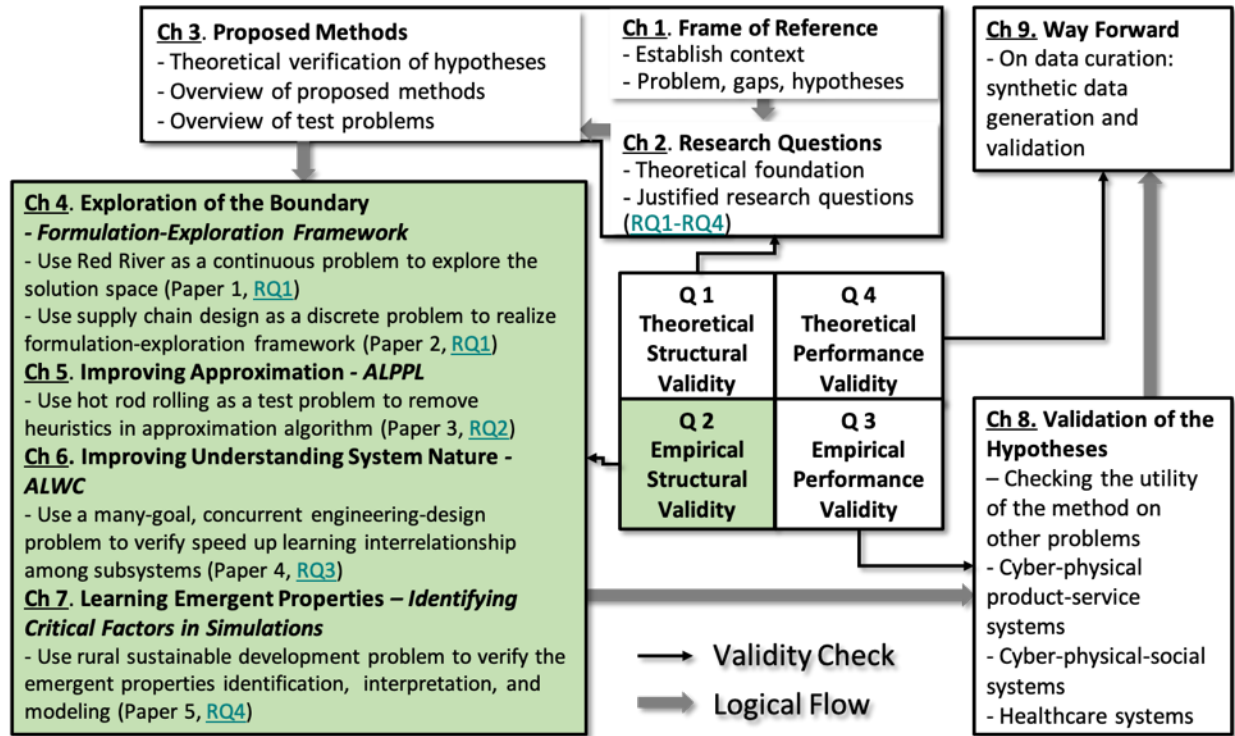 Ch 3. Proposed Methods
- Theoretical verification of hypotheses
- Overview of proposed methods
- Overview of test problems
Ch 1. Frame of Reference
- Establish context
- Problem, gaps, hypotheses
Ch 2. Research Questions
- Theoretical foundation
- Justified research questions
(RQ1-RQ4)
Ch 9. Way Forward
- On data curation:
synthetic data
generation and
validation
Ch 4. Exploration of the Boundary
- Formulation-Exploration Framework
- Use Red River as a continuous problem to explore the
solution space (Paper 1, RQ1)
- Use supply chain design as a discrete problem to realize
formulation-exploration framework (Paper 2, RQ1)
Ch 5. Improving Approximation - ALPPL
- Use hot rod rolling as a test problem to remove
heuristics in approximation algorithm (Paper 3, RQ2)
Ch 6. Improving Understanding System Nature -
ALWC
- Use a many-goal, concurrent engineering-design
problem to verify speed up learning interrelationship
among subsystems (Paper 4, RQ3)
Ch 7. Learning Emergent Properties – Identifying
Critical Factors in Simulations
- Use rural sustainable development problem to verify the
emergent properties identification, interpretation, and
modeling (Paper 5, RQ4)
Q 1
Theoretical
Structural
Validity
Q 4
Theoretical
Performance
Validity
Q 2
Empirical
Structural
Validity
Q 3
Empirical
Performance
Validity
Ch 8. Validation of the
Hypotheses
– Checking the utility
of the method on
other problems
- Cyber-physical
product-service
systems
- Cyber-physical-social
systems
- Healthcare systems
Validity Check
Logical Flow